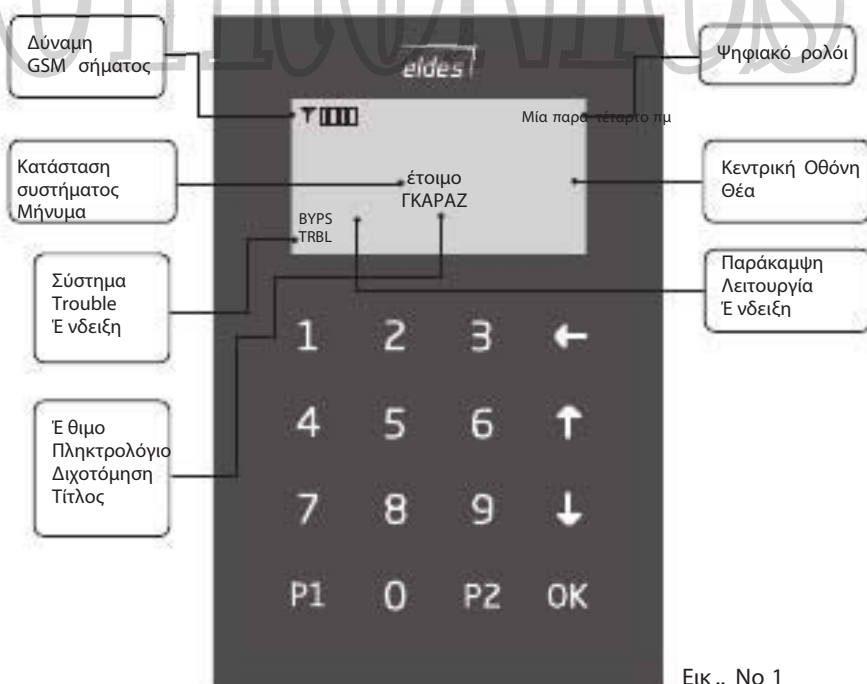 Δύναμη
GSM σήματος
eldes
Ψηφιακό ρολόι
Μία παρα τέταρτο πμ
Κατάσταση
συστήματος
Μήνυμα
έτοιμο
ΓΚΑΡΑΖ
Κεντρική Οθόνη
Θέα
BYPS
TRBL
Σύστημα
Trouble
Έ νδειξη
Παράκαμψη
Λειτουργία
Έ νδειξη
1 2 3 ←
Έ θιμο
Πληκτρολόγιο
Διχοτόμηση
Τίτλος
4 5 6 ↑
7 8 9 ↓
P1 0 P2 OK
Εικ .. No 1